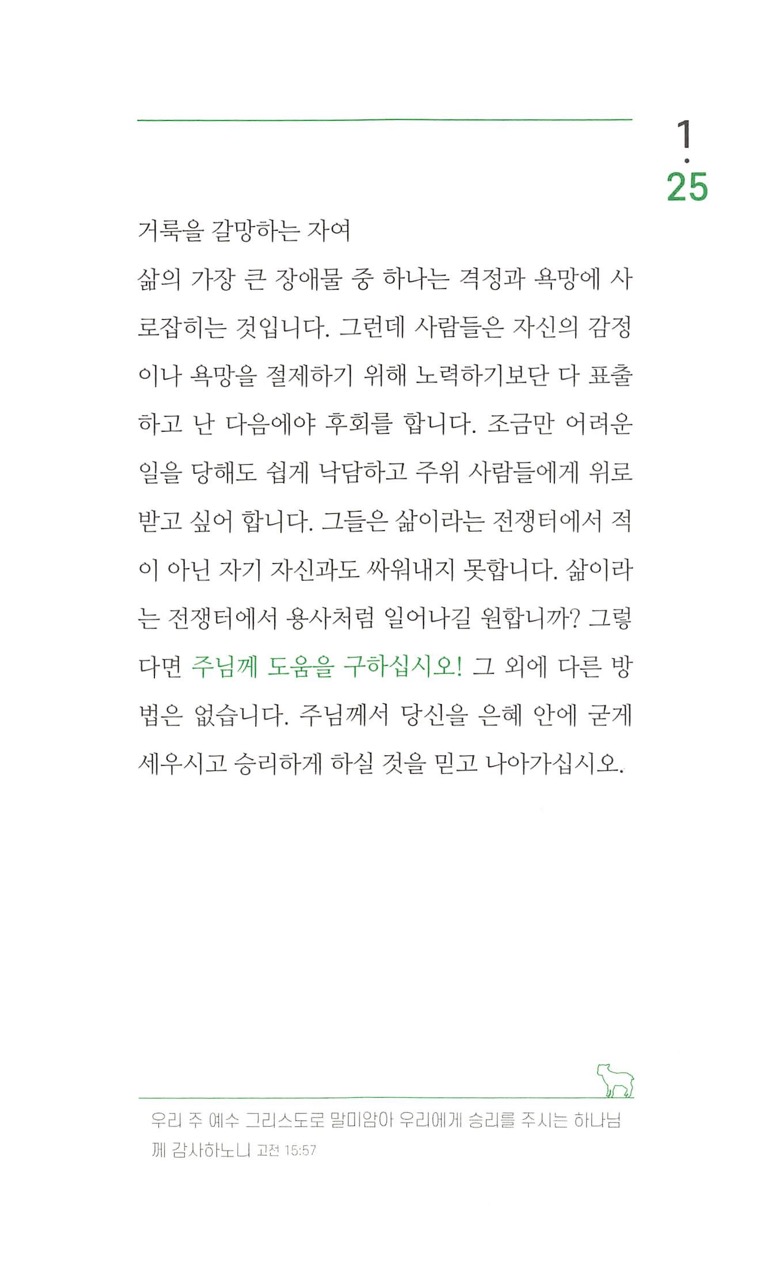 1
·
25
거룩을 갈망하는 자여
삶의 가장 큰 장애물 중 하나는 격정과 욕망에 사
로잡히는 것입니다. 그런데 사람들은 자신의 감정
이나 욕망을 절제하기 위해 노력하기보단 다 표출
하고 난 다음에야 후회를 합니다. 조금만 어려운
일을 당해도 쉽게 낙담하고 주위 사람들에게 위로
받고 싶어 합니다. 그들은 삶이라는 전쟁터에서 적
이 아닌 자기 자신과도 싸워내지 못합니다. 삶이라
는 전쟁터에서 용사처럼 일어나길 원합니까? 그렇
다면 주님께 도움을 구하십시오! 그 외에 다른 방
법은 없습니다. 주님께서 당신을 은혜 안에 굳게
세우시고 승리하게 하실 것을 믿고 나아가십시오.
우리 주 예수 그리스도로 말미암아 우리에게 승리를 주시는 하나님
께 감사하노니 고전 15:57